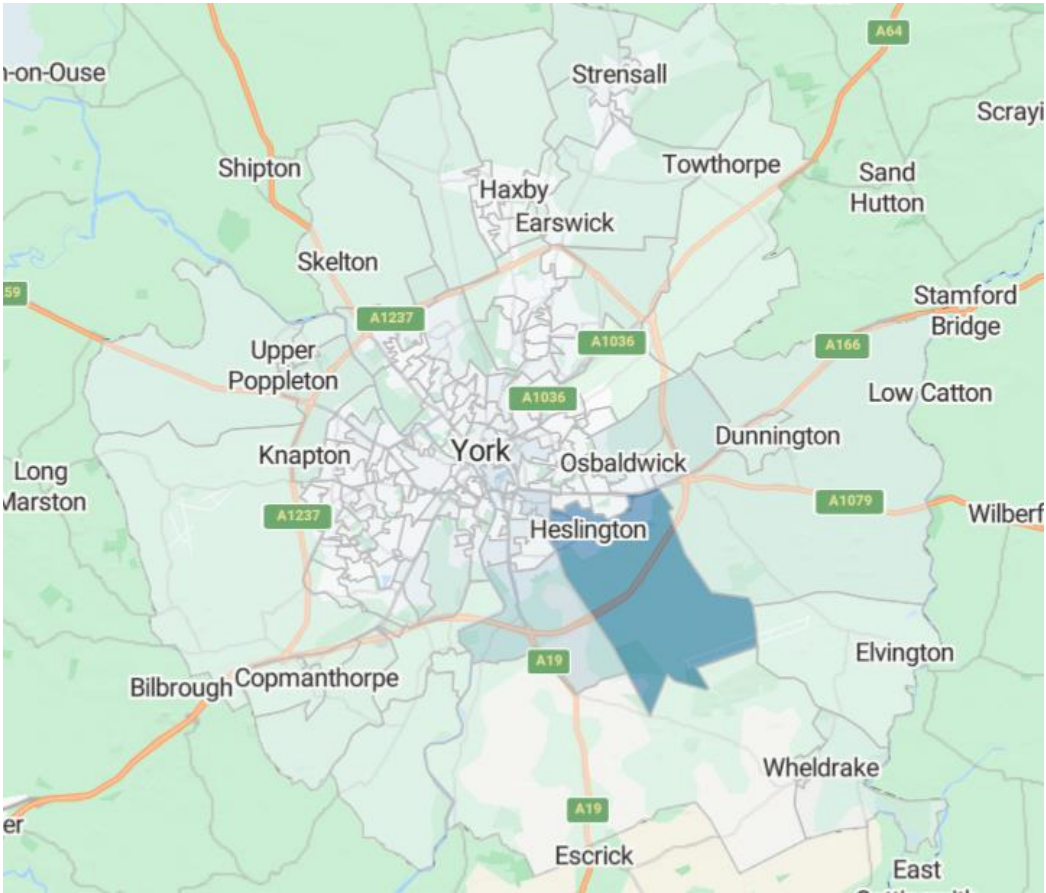 A64
Strensall
n-on-Ouse
Scrayi
Shipton
Towthorpe
Sand
Hutton
Haxby
Earswick
Skelton
59
Stamford
Bridge
A1237
A1036
A166
Upper
Poppleton
Low Catton
A1036
Dunnington
York
Knapton
Osbaldwick
Long
Marston
A1079
A1237
Wilberf
Heslington
Elvington
A19
Copmanthorpe
Bilbrough
Wheldrake
A19
er
Escrick
East